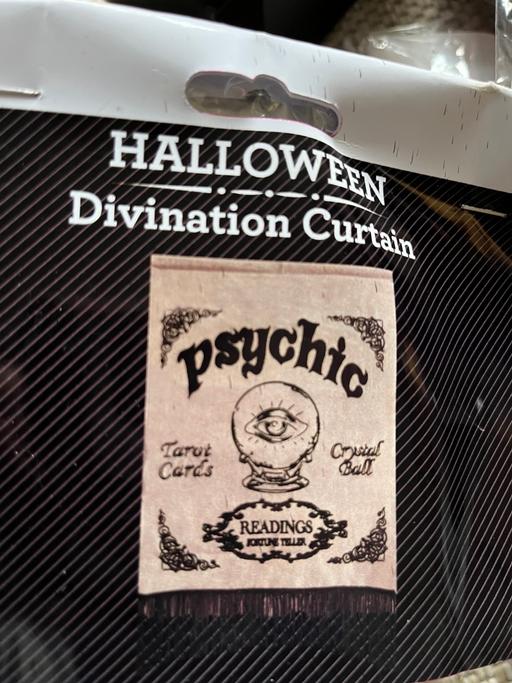 HALLOWEEN
Divination Curtain
psychic
Tarot
Cards
Crystal
Ball
READINGS
FORTUNE TELLER